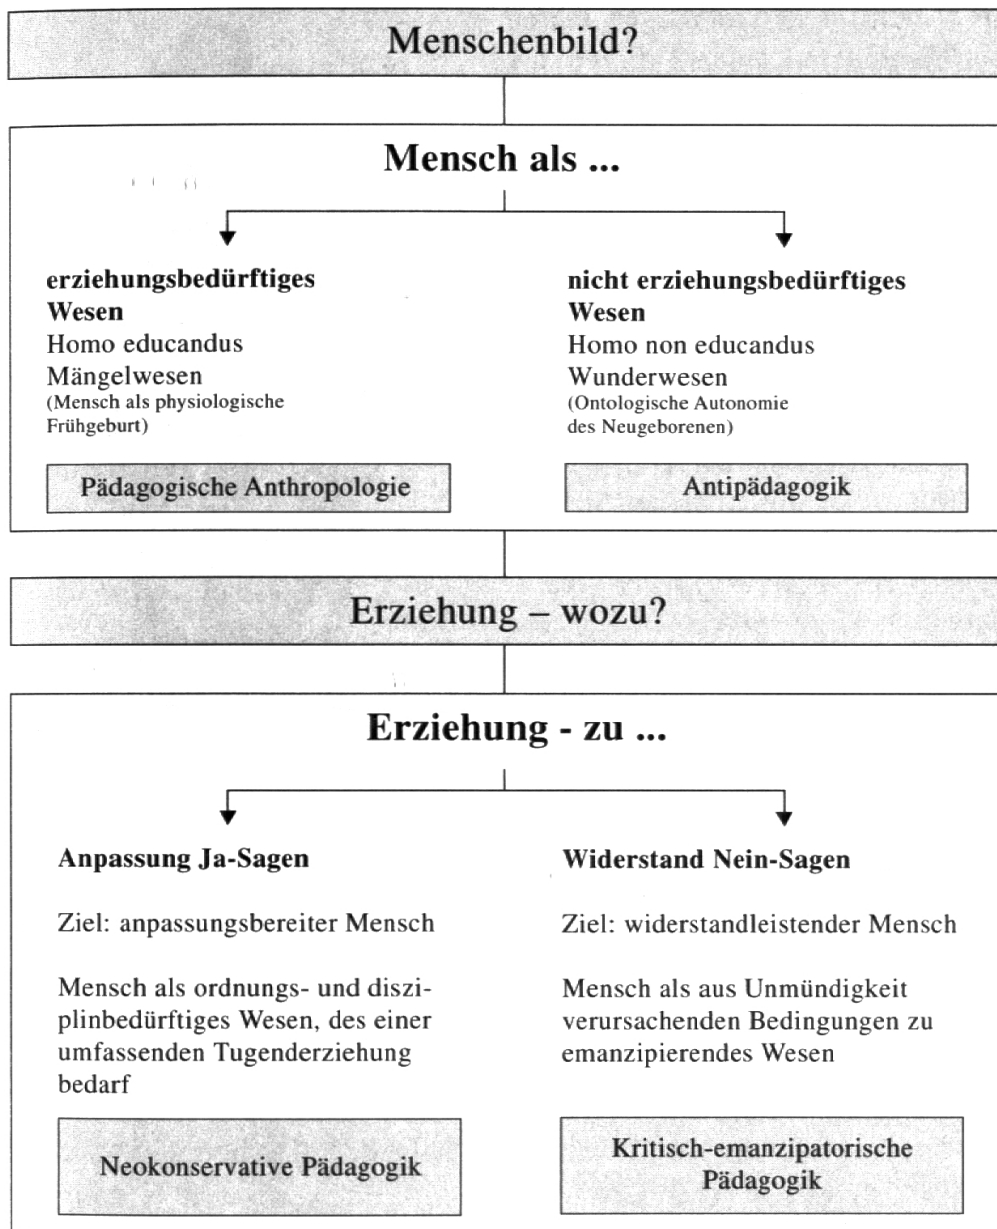 Menschenbild?
Mensch als ...
erziehungsbedürftiges
Wesen
Homo educandus
Mängelwesen
(Mensch als physiologische
Frühgeburt)
Pädagogische Anthropologie
nicht erziehungsbedürftiges
Wesen
Homo non educandus
Wunderwesen
(Ontologische Autonomie
des Neugeborenen)
Antipädagogik
Erziehung – wozu?
Erziehung - zu ...
Anpassung Ja-Sagen
Ziel: anpassungsbereiter Mensch
Mensch als ordnungs- und diszi-
plinbedürftiges Wesen, des einer
umfassenden Tugenderziehung
bedarf
Neokonservative Pädagogik
Widerstand Nein-Sagen
Ziel: widerstandleistender Mensch
Mensch als aus Unmündigkeit
verursachenden Bedingungen zu
emanzipierendes Wesen
Kritisch-emanzipatorische
Pädagogik